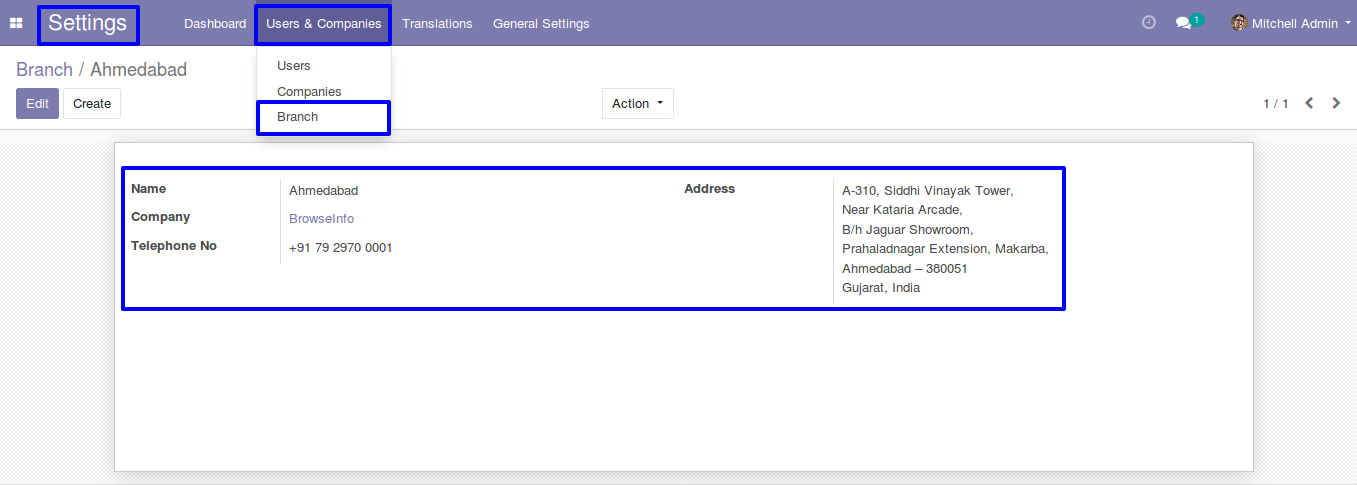 Settings Dashboard Users & Companies Translations General Settings 1 Mitchell Admin
Users
Companies
Branch
Branch / Ahmedabad
Edit Create Action 1 / 1
Name Ahmedabad
Company BrowseInfo
Telephone No +91 79 2970 0001
Address A-310, Siddhi Vinayak Tower,
Near Kataria Arcade,
B/h Jaguar Showroom,
Prahaladnagar Extension, Makarba,
Ahmedabad – 380051
Gujarat, India